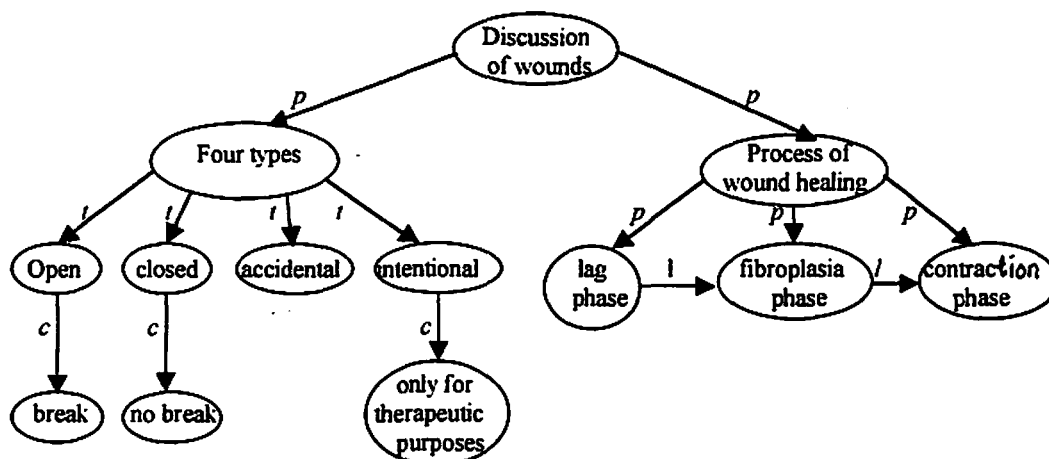 Discussion
of wounds
p
p
Four types
Process of
wound healing
t
t
t
t
p
p
p
Open
closed
accidental
intentional
lag
phase
l
fibroplasia
phase
l
contraction
phase
c
c
c
break
no break
only for
therapeutic
purposes